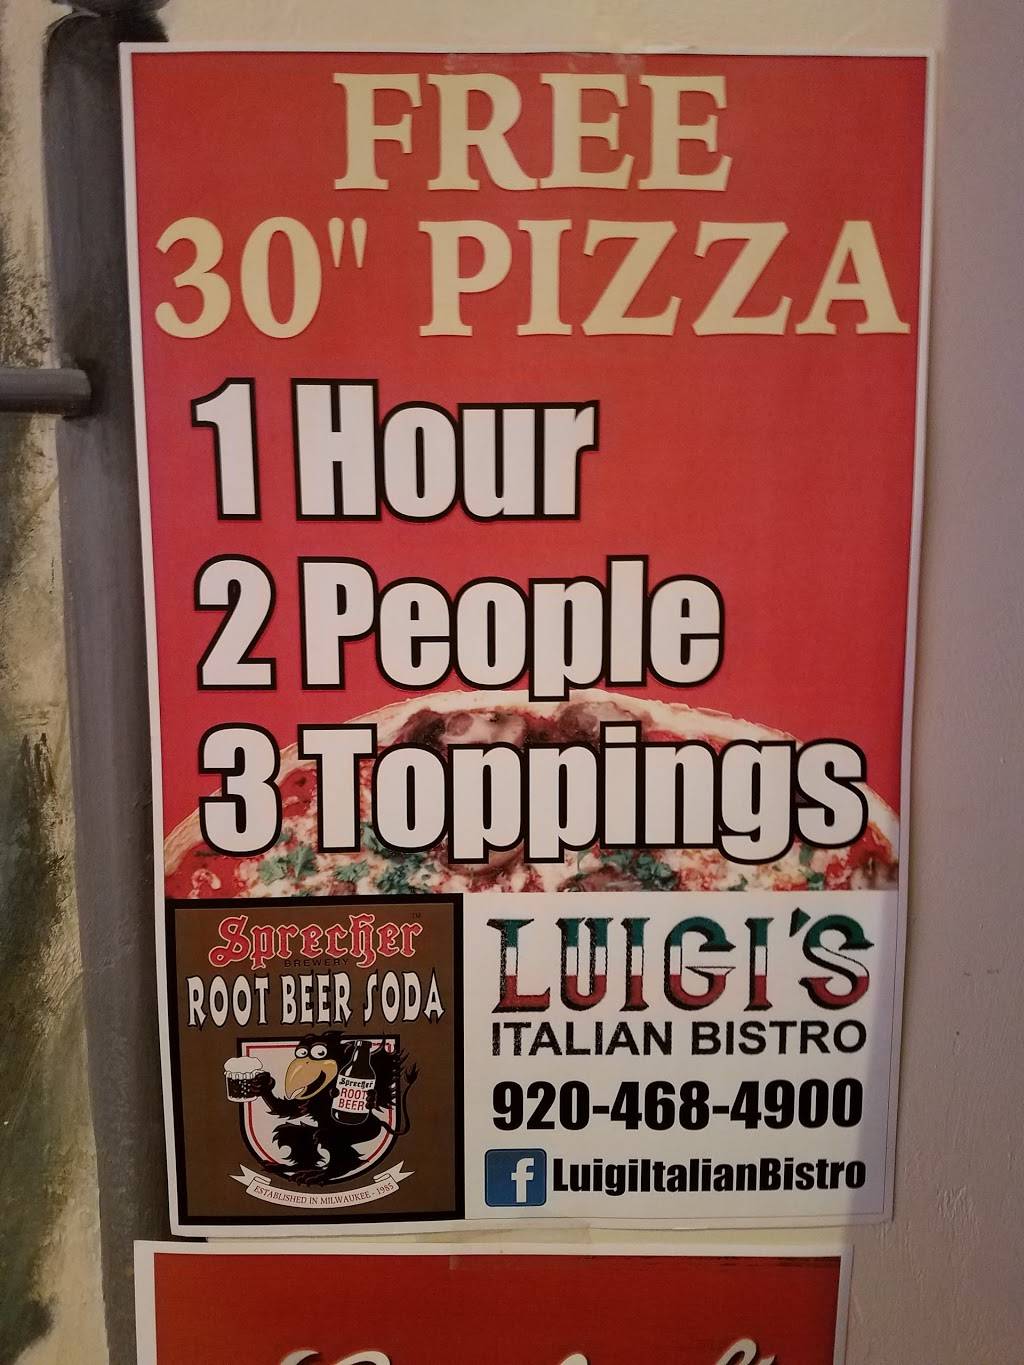 FREE
30" PIZZA
1 Hour
2 People
3 Toppings
Sprecher
TM
BREWERY
ROOT BEER SODA
Sprecher
ROOT
BEER
ESTABLISHED IN MILWAUKEE - 1985
LUIGI'S
ITALIAN BISTRO
920-468-4900
f LuigiItalianBistro